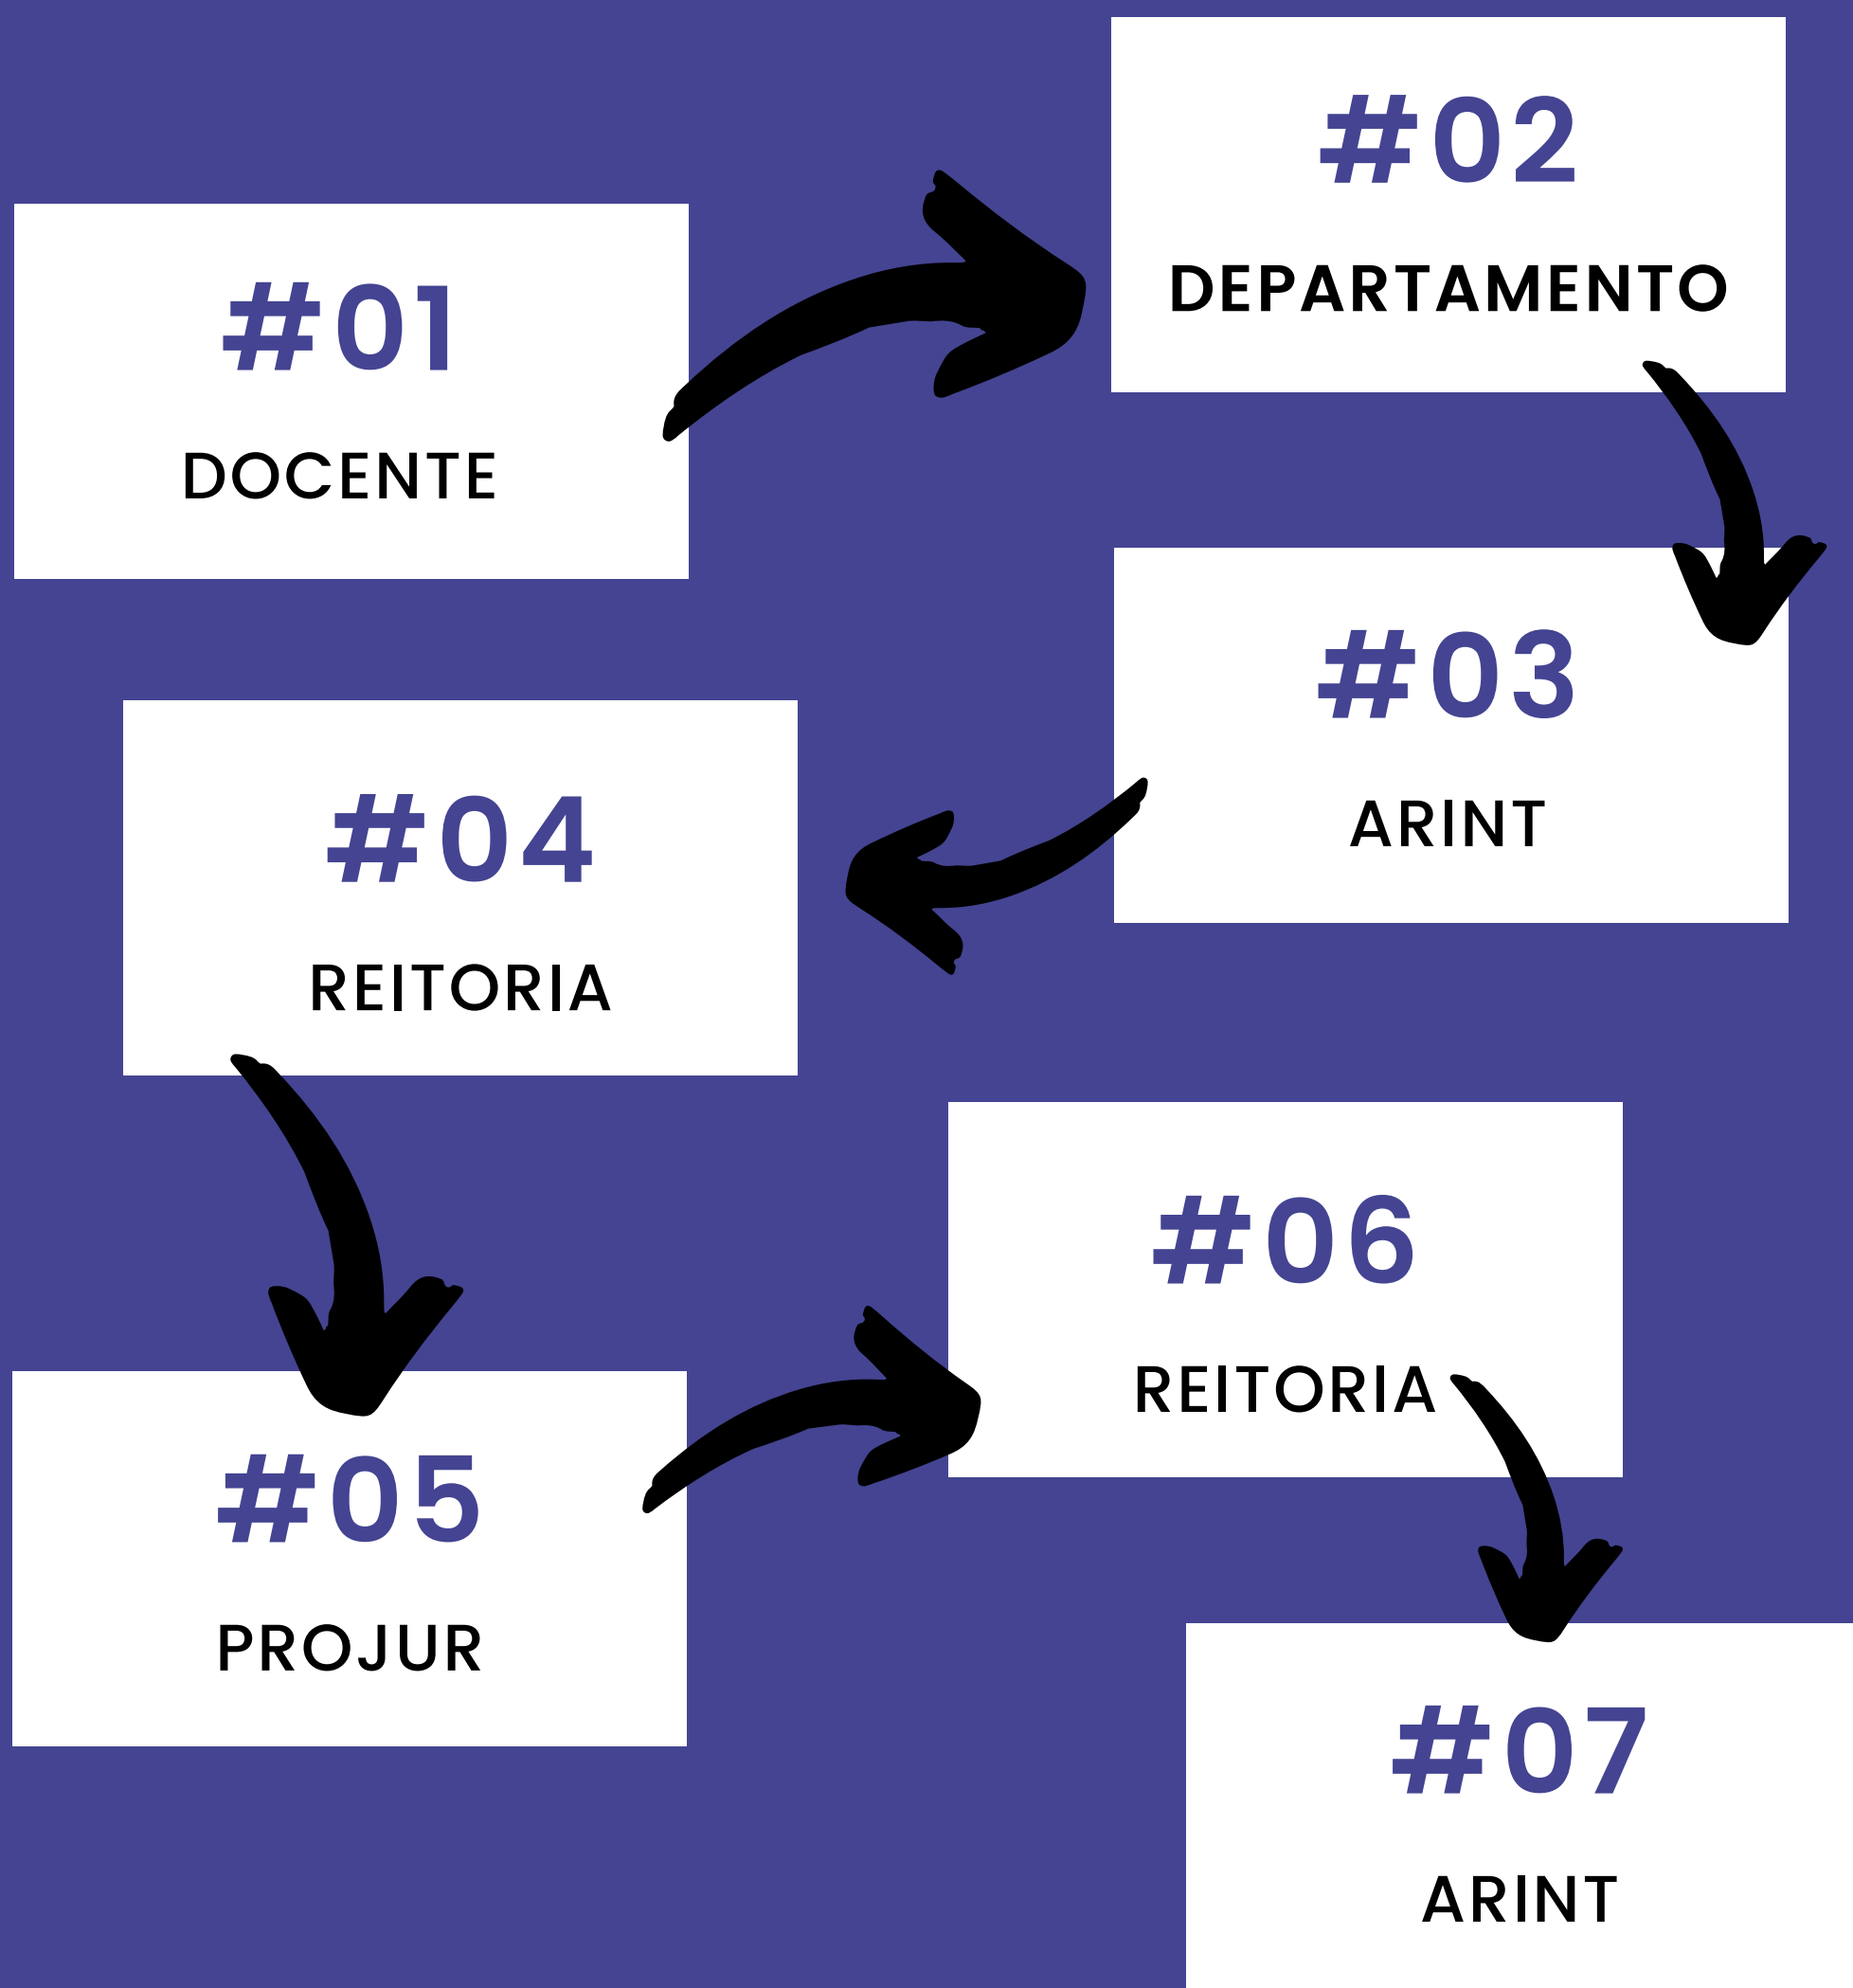 #01
DOCENTE
#02
DEPARTAMENTO
#03
ARINT
#04
REITORIA
#05
PROJUR
#06
REITORIA
#07
ARINT